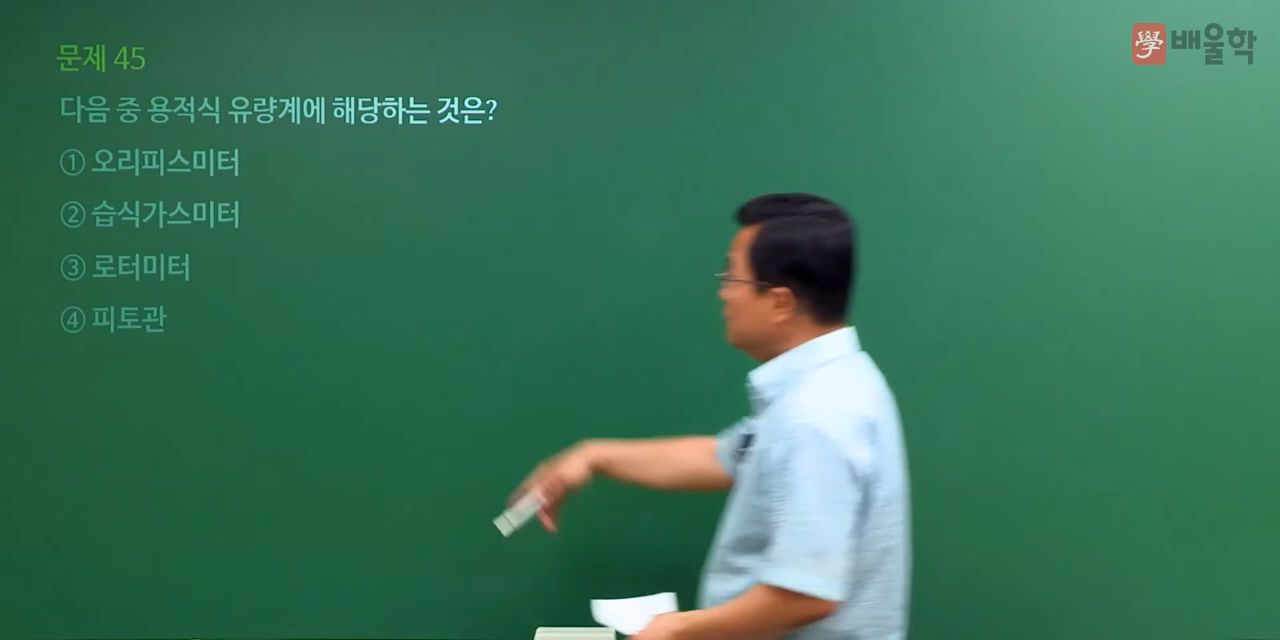 문제 45
다음 중 용적식 유량계에 해당하는 것은?
① 오리피스미터
② 습식가스미터
③ 로터미터
④ 피토관
學 배울학